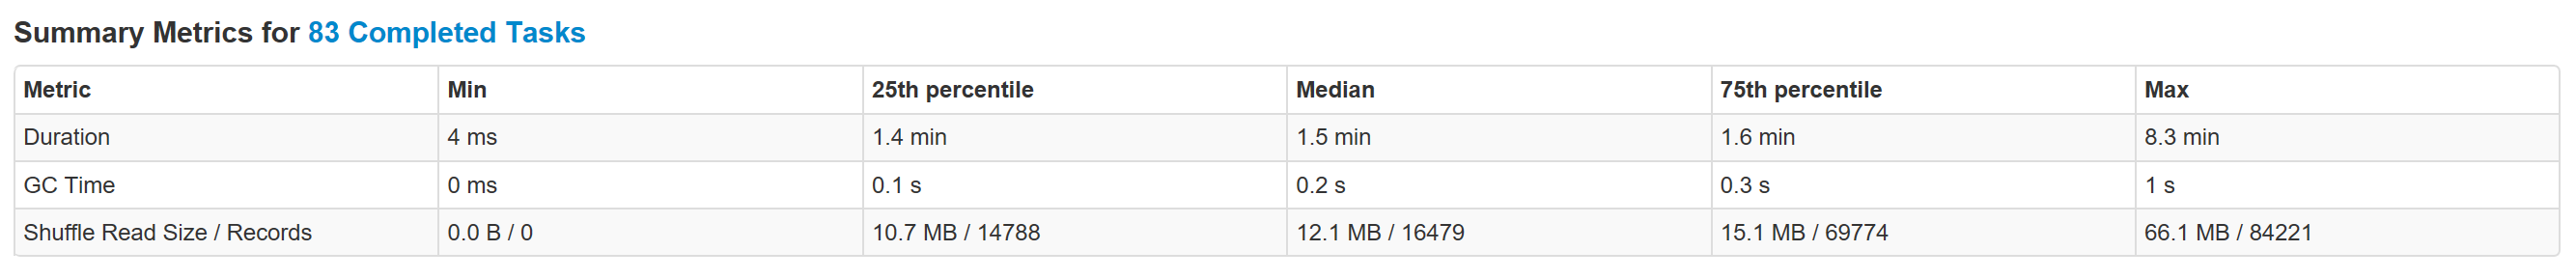 Summary Metrics for 83 Completed Tasks
Metric Min 25th percentile Median 75th percentile Max
Duration 4 ms 1.4 min 1.5 min 1.6 min 8.3 min
GC Time 0 ms 0.1 s 0.2 s 0.3 s 1 s
Shuffle Read Size / Records 0.0 B / 0 10.7 MB / 14788 12.1 MB / 16479 15.1 MB / 69774 66.1 MB / 84221